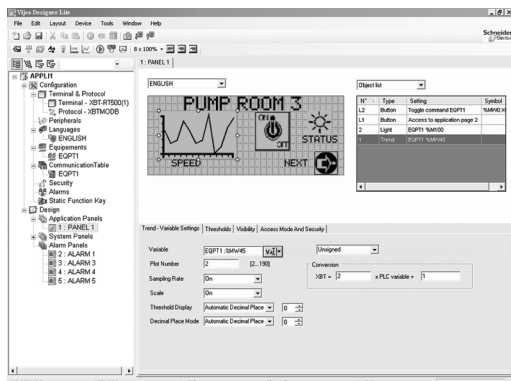 Vijeo Designer Lite
File Edit Layout Device Tools Window Help
Schneider
Electric
8 x 100%
1 : PANEL 1
APPLI1
Configuration
Terminal & Protocol
Terminal - XBT-RT500(1)
Protocol - XBTMODB
Peripherals
Languages
ENGLISH
Equipements
EQPT1
CommunicationTable
EQPT1
Security
Alarms
Static Function Key
Design
Application Panels
1 : PANEL 1
System Panels
Alarm Panels
2 : ALARM 1
3 : ALARM 3
4 : ALARM 4
5 : ALARM 5
ENGLISH
PUMP ROOM 3
ON
OFF
STATUS
SPEED
NEXT
Object list
N° Type Setting Symbol
L2 Button Toggle command EQPT1 %MW0:X
L1 Button Access to application page 2
2 Light EQPT1 %MI100
1 Trend EQPT1 %MW45
Trend - Variable Settings Thresholds Visibility Access Mode And Security
Variable EQPT1 :%MW45 Var Unsigned
Plot Number 2 [2...190]
Conversion
XBT = 2 x PLC variable + 1
Sampling Rate On
Scale On
Threshold Display Automatic Decimal Place 0
Decimal Place Mode Automatic Decimal Place 0